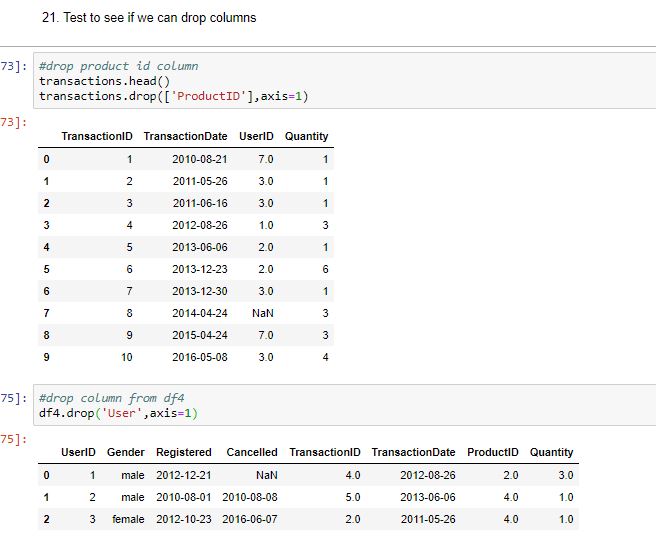 21. Test to see if we can drop columns
73]: #drop product id column
transactions.head()
transactions.drop(['ProductID'],axis=1)
73]:
TransactionID TransactionDate UserID Quantity
0 1 2010-08-21 7.0 1
1 2 2011-05-26 3.0 1
2 3 2011-06-16 3.0 1
3 4 2012-08-26 1.0 3
4 5 2013-06-06 2.0 1
5 6 2013-12-23 2.0 6
6 7 2013-12-30 3.0 1
7 8 2014-04-24 NaN 3
8 9 2015-04-24 7.0 3
9 10 2016-05-08 3.0 4
75]: #drop column from df4
df4.drop('User',axis=1)
75]:
UserID Gender Registered Cancelled TransactionID TransactionDate ProductID Quantity
0 1 male 2012-12-21 NaN 4.0 2012-08-26 2.0 3.0
1 2 male 2010-08-01 2010-08-08 5.0 2013-06-06 4.0 1.0
2 3 female 2012-10-23 2016-06-07 2.0 2011-05-26 4.0 1.0